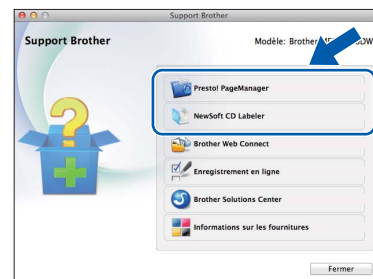 Support Brother
Support Brother
Modèle: Brother
Presto! PageManager
NewSoft CD Labeler
Brother Web Connect
Enregistrement en ligne
Brother Solutions Center
Informations sur les fournitures
Fermer